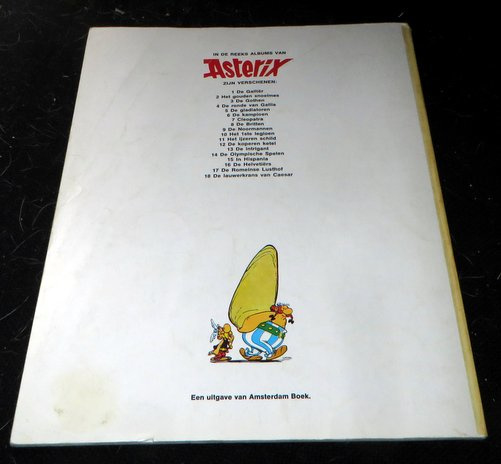 IN DE REEKS ALBUMS VAN
Asterix
ZIJN VERSCHENEN:
1 De Galliër
2 Het gouden snoeimes
3 De Gothen
4 De ronde van Gallia
5 De gladiatoren
6 De kampioen
7 Cleopatra
8 De Britten
9 De Noormannen
10 Het 1ste legioen
11 Het ijzeren schild
12 De koperen ketel
13 De intrigant
14 De Olympische Spelen
15 In Hispania
16 De Helvetiërs
17 De Romeinse Lusthof
18 De lauwerkrans van Caesar
Een uitgave van Amsterdam Boek.